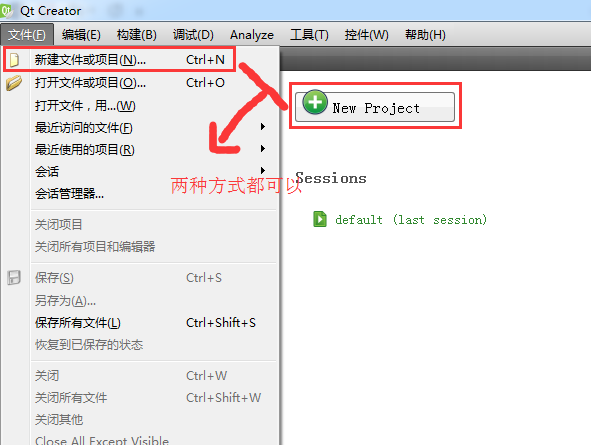 Qt Creator
文件(F) 编辑(E) 构建(B) 调试(D) Analyze 工具(T) 控件(W) 帮助(H)
新建文件或项目(N)... Ctrl+N
打开文件或项目(O)... Ctrl+O
打开文件，用...(W)
最近访问的文件(F)
最近使用的项目(R)
会话
会话管理器...
关闭项目
关闭所有项目和编辑器
保存(S) Ctrl+S
另存为(A)...
保存所有文件(L) Ctrl+Shift+S
恢复到已保存的状态
关闭 Ctrl+W
关闭所有文件 Ctrl+Shift+W
关闭其他
Close All Except Visible
New Project
两种方式都可以
Sessions
default (last session)